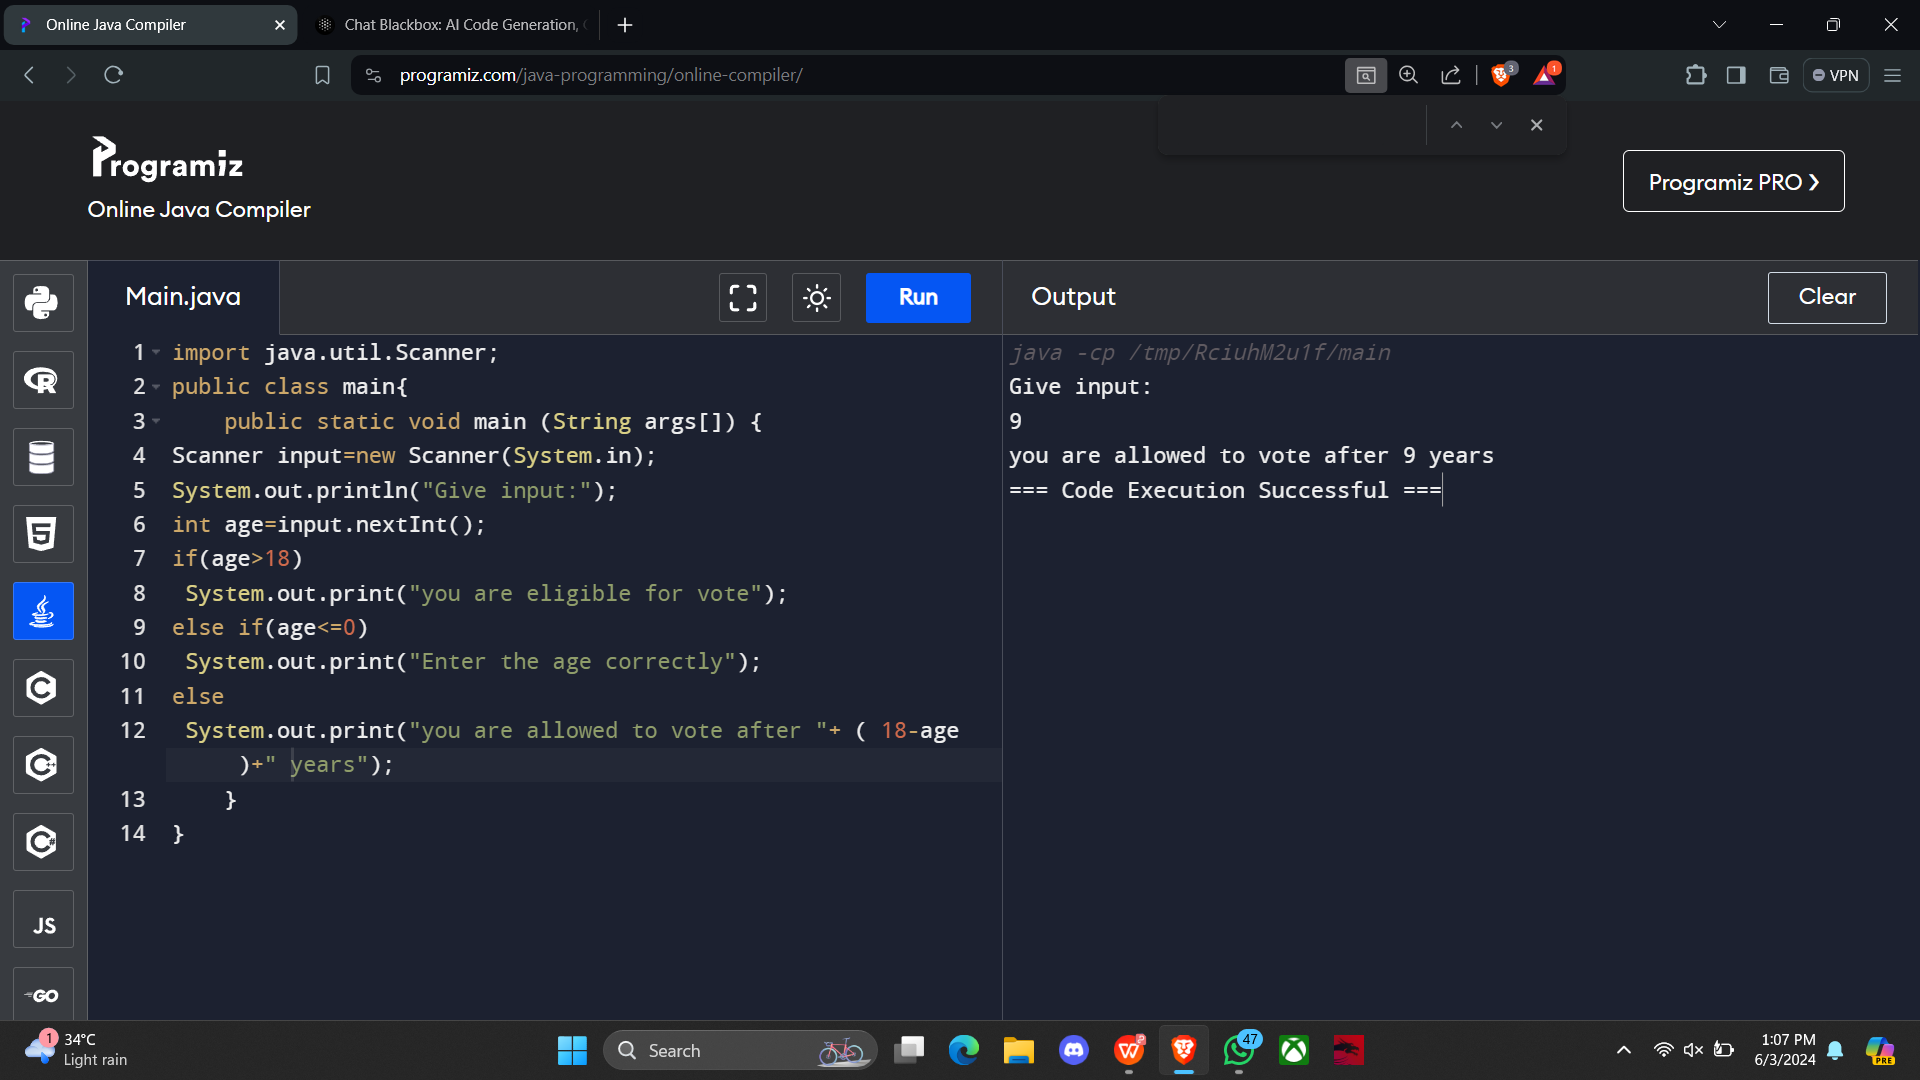 Online Java Compiler
Chat Blackbox: AI Code Generation,
programiz.com/java-programming/online-compiler/
3
1
VPN
Programiz
Online Java Compiler
Programiz PRO ❯
Main.java
Run
Output
Clear
1 import java.util.Scanner;
2 public class main{
3 public static void main (String args[]) {
4 Scanner input=new Scanner(System.in);
5 System.out.println("Give input:");
6 int age=input.nextInt();
7 if(age>18)
8 System.out.print("you are eligible for vote");
9 else if(age<=0)
10 System.out.print("Enter the age correctly");
11 else
12 System.out.print("you are allowed to vote after "+ ( 18-age
)+" years");
13 }
14 }
java -cp /tmp/RciuhM2u1f/main
Give input:
9
you are allowed to vote after 9 years
=== Code Execution Successful ===
R
5
C
C++
C#
JS
GO
1
34°C
Light rain
Search
W
47
1:07 PM
6/3/2024
PRE